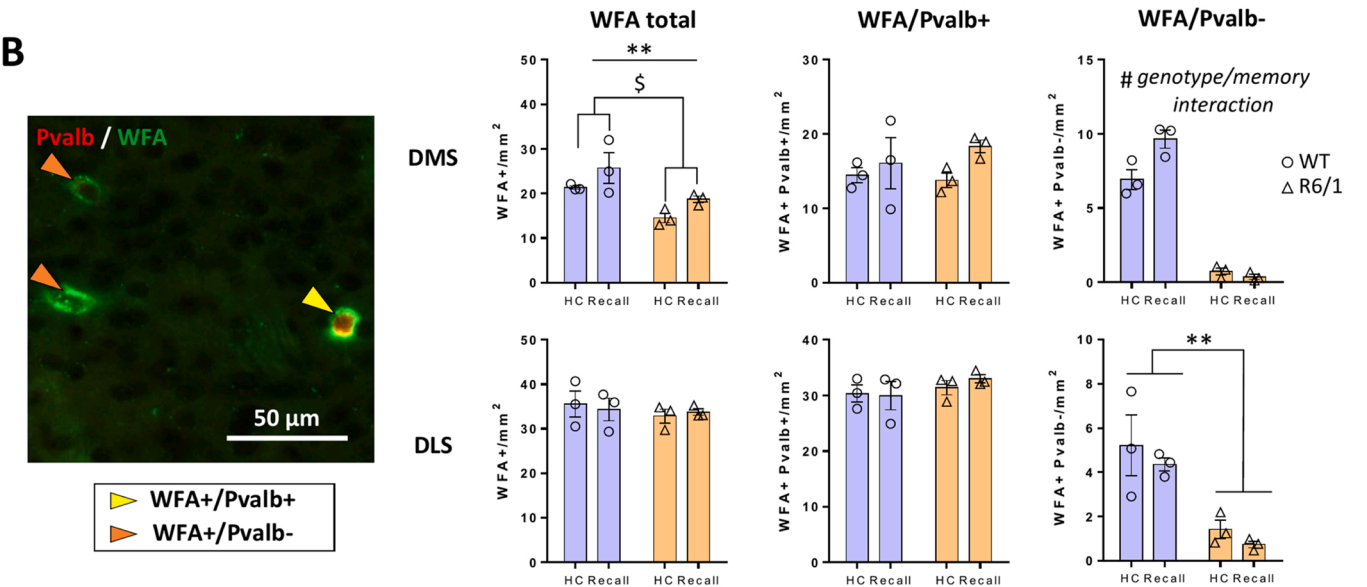 B
Pvalb / WFA
50 µm
WFA+/Pvalb+
WFA+/Pvalb-
DMS
DLS
WFA total
WFA/Pvalb+
WFA/Pvalb-
WFA+/mm²
50
40
30
20
10
0
**
$
HC Recall HC Recall
WFA+ Pvalb+/mm²
30
20
10
0
HC Recall HC Recall
WFA+ Pvalb-/mm²
15
10
5
0
# genotype/memory
interaction
HC Recall HC Recall
WT
R6/1
WFA+/mm²
50
40
30
20
10
0
HC Recall HC Recall
WFA+ Pvalb+/mm²
40
30
20
10
0
HC Recall HC Recall
WFA+ Pvalb-/mm²
10
8
6
4
2
0
**
HC Recall HC Recall